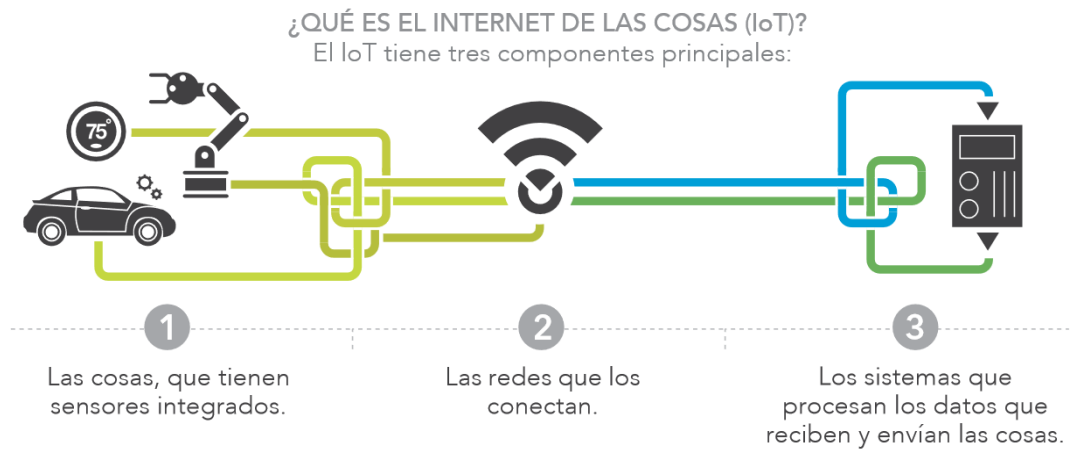 ¿QUÉ ES EL INTERNET DE LAS COSAS (IoT)?
El IoT tiene tres componentes principales:
75°
1
2
3
Las cosas, que tienen
sensores integrados.
Las redes que los
conectan.
Los sistemas que
procesan los datos que
reciben y envían las cosas.